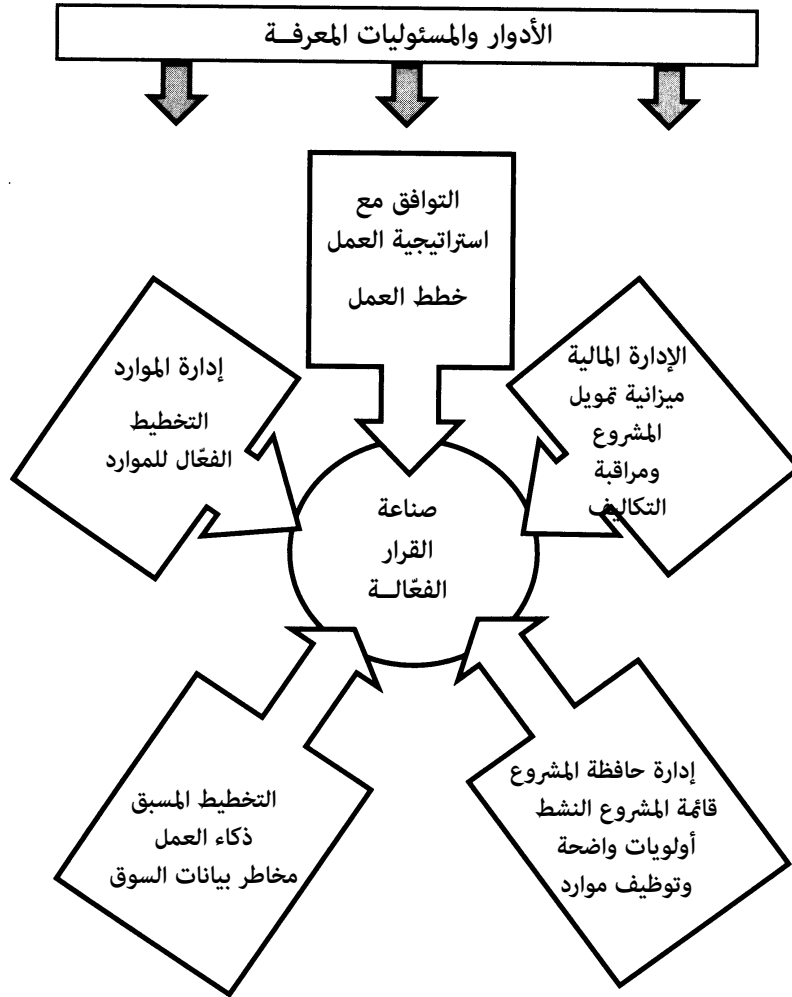 الأدوار والمسئوليات المعرفــة
التوافق مع
استراتيجية العمل
خطط العمل
الإدارة المالية
ميزانية تمويل
المشروع
ومراقبة
التكاليف
إدارة الموارد
التخطيط
الفعّال للموارد
صناعة
القرار
الفعّالــة
إدارة حافظة المشروع
قائمة المشروع النشط
أولويات واضحة
وتوظيف موارد
التخطيط المسبق
ذكاء العمل
مخاطر بيانات السوق